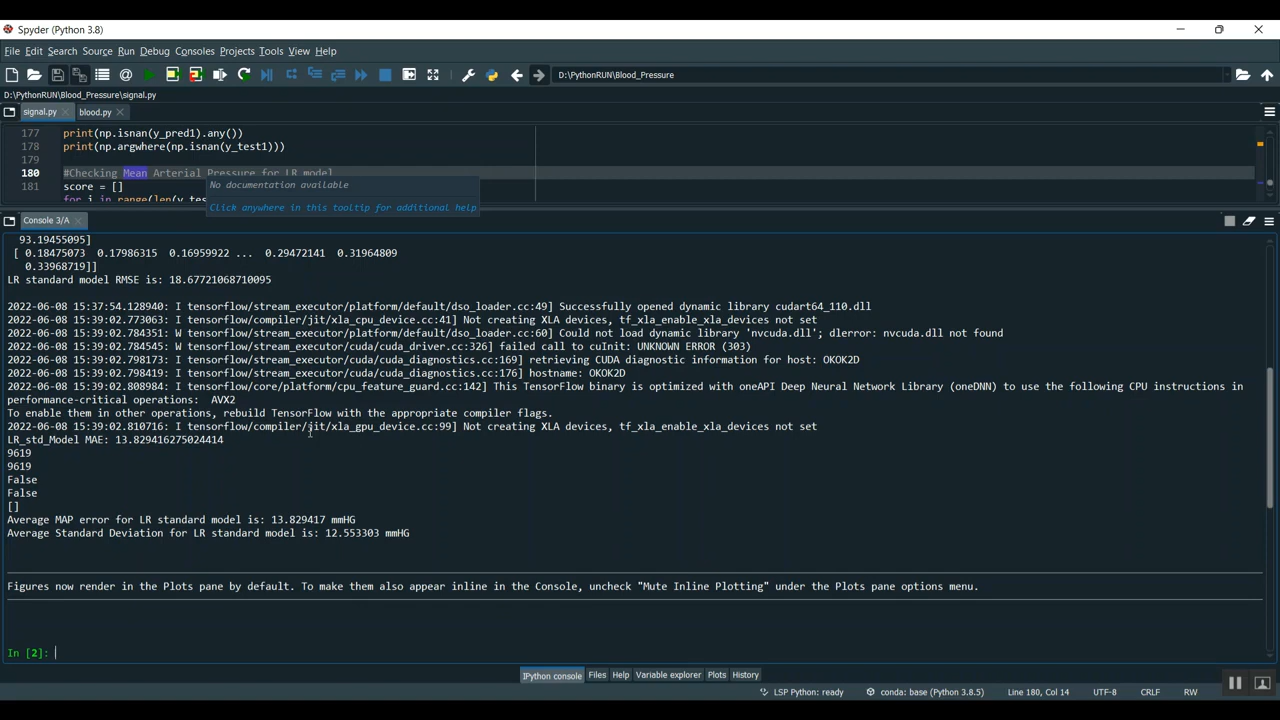 Spyder (Python 3.8)
File Edit Search Source Run Debug Consoles Projects Tools View Help
D:\PythonRUN\Blood_Pressure
D:\PythonRUN\Blood_Pressure\signal.py
signal.py blood.py
177 print(np.isnan(y_pred1).any())
178 print(np.argwhere(np.isnan(y_test1)))
179
180 #Checking Mean Arterial Pressure for LR model
181 score = []
No documentation available
for i in range(len(y_tes
Click anywhere in this tooltip for additional help
Console 3/A
93.19455095]
[ 0.18475073 0.17986315 0.16959922 ... 0.29472141 0.31964809
0.33968719]]
LR standard model RMSE is: 18.67721068710095
2022-06-08 15:37:54.128940: I tensorflow/stream_executor/platform/default/dso_loader.cc:49] Successfully opened dynamic library cudart64_110.dll
2022-06-08 15:39:02.773063: I tensorflow/compiler/jit/xla_cpu_device.cc:41] Not creating XLA devices, tf_xla_enable_xla_devices not set
2022-06-08 15:39:02.784351: W tensorflow/stream_executor/platform/default/dso_loader.cc:60] Could not load dynamic library 'nvcuda.dll'; dlerror: nvcuda.dll not found
2022-06-08 15:39:02.784545: W tensorflow/stream_executor/cuda/cuda_driver.cc:326] failed call to cuInit: UNKNOWN ERROR (303)
2022-06-08 15:39:02.798173: I tensorflow/stream_executor/cuda/cuda_diagnostics.cc:169] retrieving CUDA diagnostic information for host: OKOK2D
2022-06-08 15:39:02.798419: I tensorflow/stream_executor/cuda/cuda_diagnostics.cc:176] hostname: OKOK2D
2022-06-08 15:39:02.808984: I tensorflow/core/platform/cpu_feature_guard.cc:142] This TensorFlow binary is optimized with oneAPI Deep Neural Network Library (oneDNN) to use the following CPU instructions in
performance-critical operations: AVX2
To enable them in other operations, rebuild TensorFlow with the appropriate compiler flags.
2022-06-08 15:39:02.810716: I tensorflow/compiler/jit/xla_gpu_device.cc:99] Not creating XLA devices, tf_xla_enable_xla_devices not set
LR_std_Model MAE: 13.829416275024414
9619
9619
False
False
[]
Average MAP error for LR standard model is: 13.829417 mmHG
Average Standard Deviation for LR standard model is: 12.553303 mmHG
Figures now render in the Plots pane by default. To make them also appear inline in the Console, uncheck "Mute Inline Plotting" under the Plots pane options menu.
In [2]:
IPython console Files Help Variable explorer Plots History
LSP Python: ready conda: base (Python 3.8.5) Line 180, Col 14 UTF-8 CRLF RW